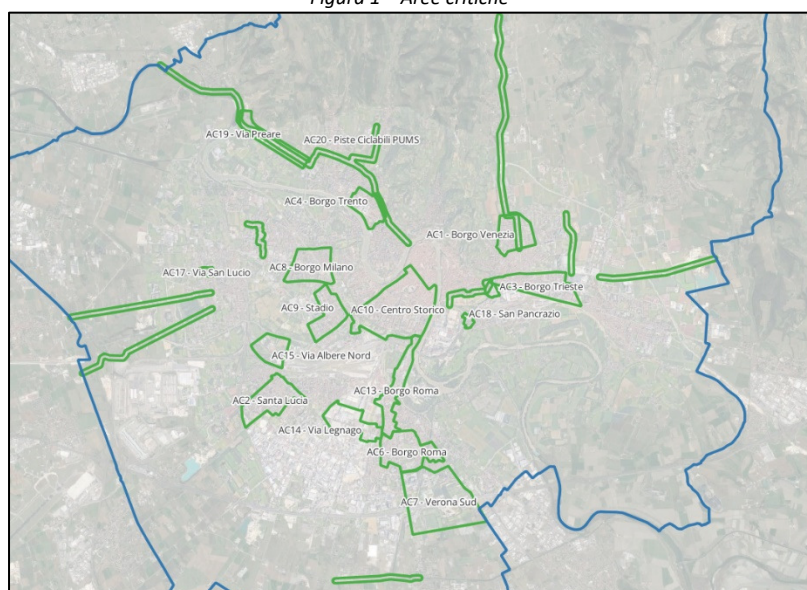 Figura 1 – Aree critiche
AC19 - Via Preare
AC20 - Piste Ciclabili PUMS
AC4 - Borgo Trento
AC1 - Borgo Venezia
AC8 - Borgo Milano
AC17 - Via San Lucio
AC3 - Borgo Trieste
AC9 - Stadio
AC10 - Centro Storico
AC18 - San Pancrazio
AC15 - Via Albere Nord
AC13 - Borgo Roma
AC2 - Santa Lucia
AC14 - Via Legnago
AC6 - Borgo Roma
AC7 - Verona Sud